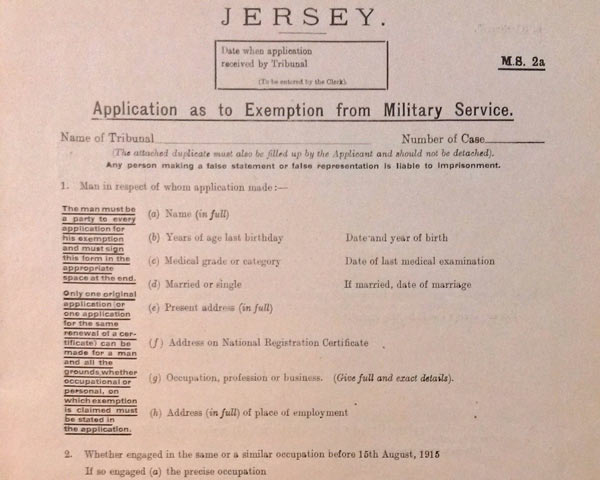 JERSEY.
Date when application
received by Tribunal
(To be entered by the Clerk).
M.S. 2a
Application as to Exemption from Military Service.
Name of Tribunal Number of Case
(The attached duplicate must also be filled up by the Applicant and should not be detached).
Any person making a false statement or false representation is liable to imprisonment.
1. Man in respect of whom application made :—
The man must be
a party to every
application for
his exemption
and must sign
this form in the
appropriate
space at the end.
Only one original
application (or
one application
for the same
renewal of a cer-
tificate) can be
made for a man
and all the
grounds, whether
occupational or
personal, on
which exemption
is claimed must
be stated in
the application.
(a) Name (in full)
(b) Years of age last birthday Date and year of birth
(c) Medical grade or category Date of last medical examination
(d) Married or single If married, date of marriage
(e) Present address (in full)
(f) Address on National Registration Certificate
(g) Occupation, profession or business. (Give full and exact details).
(h) Address (in full) of place of employment
2. Whether engaged in the same or a similar occupation before 15th August, 1915
If so engaged (a) the precise occupation